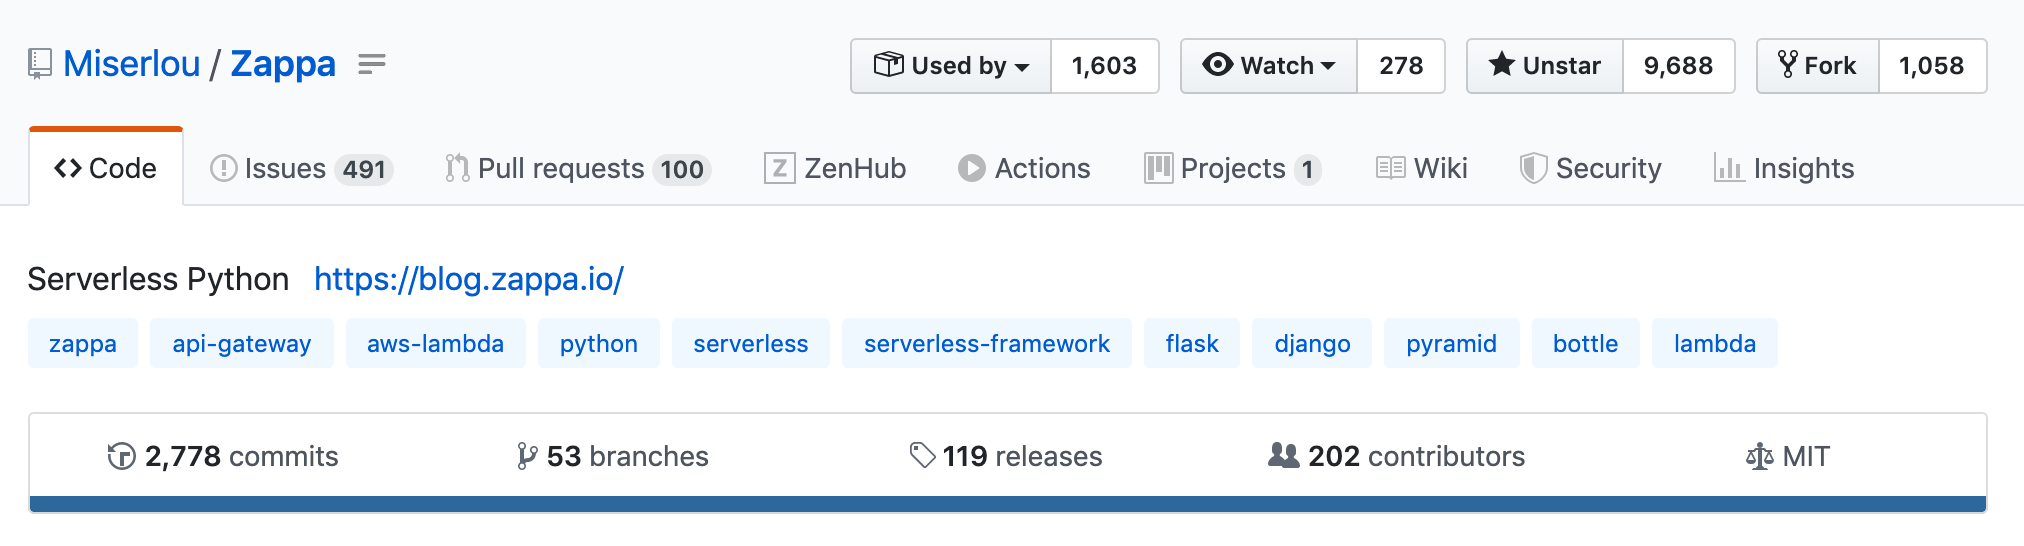 Miserlou / Zappa Used by 1,603 Watch 278 Unstar 9,688 Fork 1,058
Code Issues 491 Pull requests 100 ZenHub Actions Projects 1 Wiki Security Insights
Serverless Python https://blog.zappa.io/
zappa api-gateway aws-lambda python serverless serverless-framework flask django pyramid bottle lambda
2,778 commits 53 branches 119 releases 202 contributors MIT